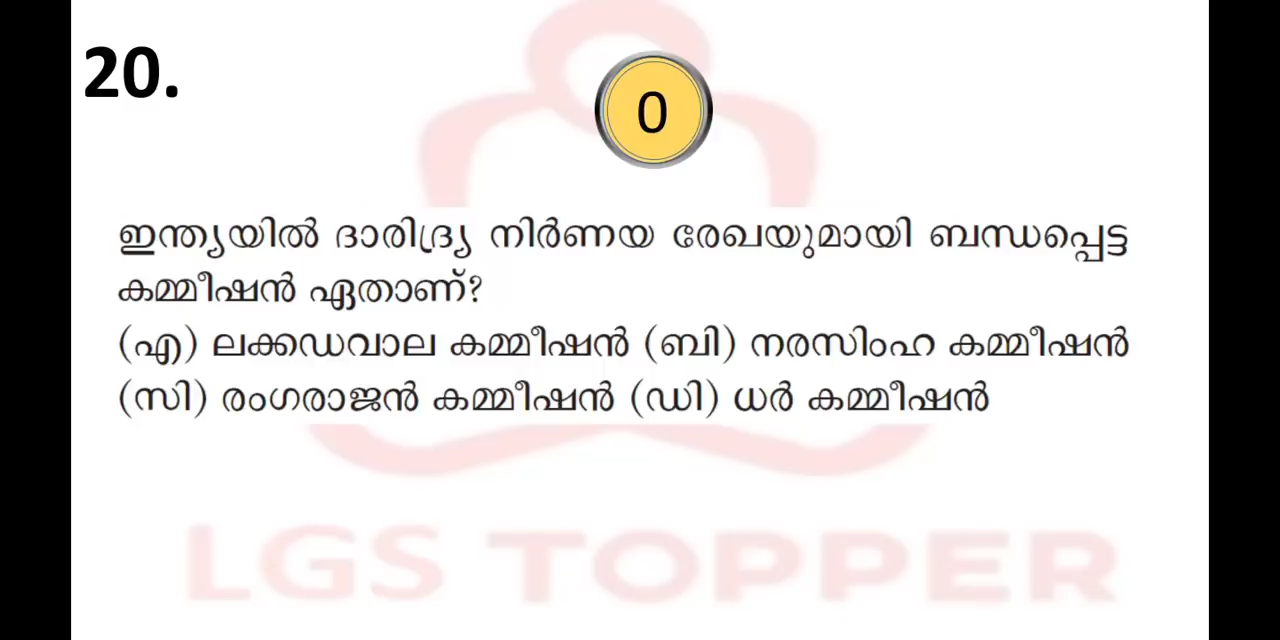 20.
0
ഇന്ത്യയിൽ ദാരിദ്ര്യ നിർണയ രേഖയുമായി ബന്ധപ്പെട്ട
കമ്മീഷൻ ഏതാണ്?
(എ) ലക്കഡവാല കമ്മീഷൻ (ബി) നരസിംഹ കമ്മീഷൻ
(സി) രംഗരാജൻ കമ്മീഷൻ (ഡി) ധർ കമ്മീഷൻ
LGS TOPPER